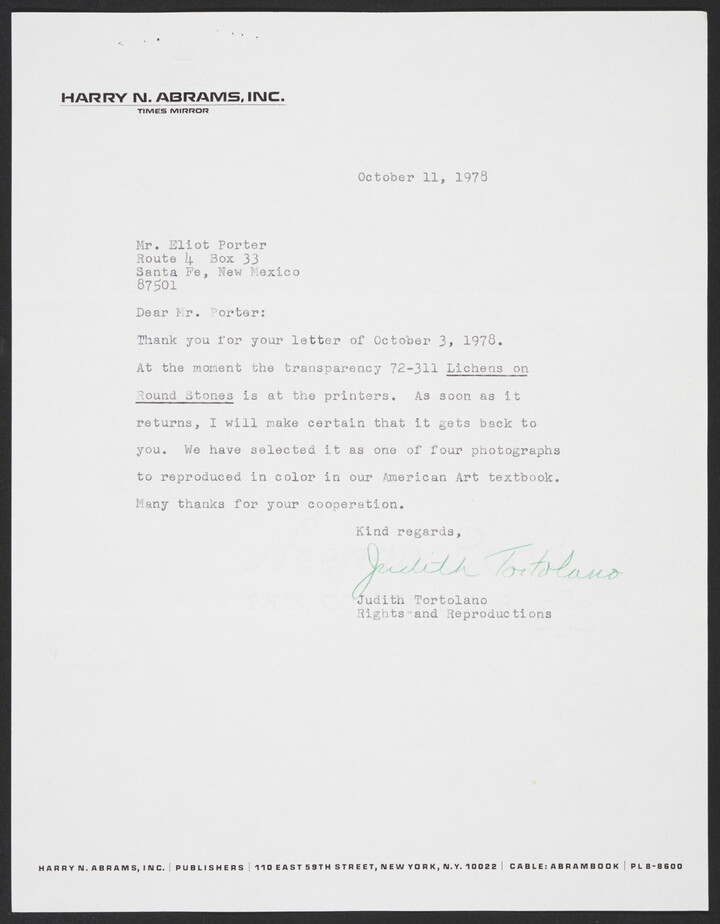 HARRY N. ABRAMS, INC.
TIMES MIRROR
October 11, 1978
Mr. Eliot Porter
Route 4 Box 33
Santa Fe, New Mexico
87501
Dear Mr. Porter:
Thank you for your letter of October 3, 1978.
At the moment the transparency 72-311 Lichens on
Round Stones is at the printers. As soon as it
returns, I will make certain that it gets back to
you. We have selected it as one of four photographs
to reproduced in color in our American Art textbook.
Many thanks for your cooperation.
Kind regards,
Judith Tortolano
Judith Tortolano
Rights and Reproductions
HARRY N. ABRAMS, INC. | PUBLISHERS | 110 EAST 59TH STREET, NEW YORK, N.Y. 10022 | CABLE: ABRAMBOOK | PL 8-8600